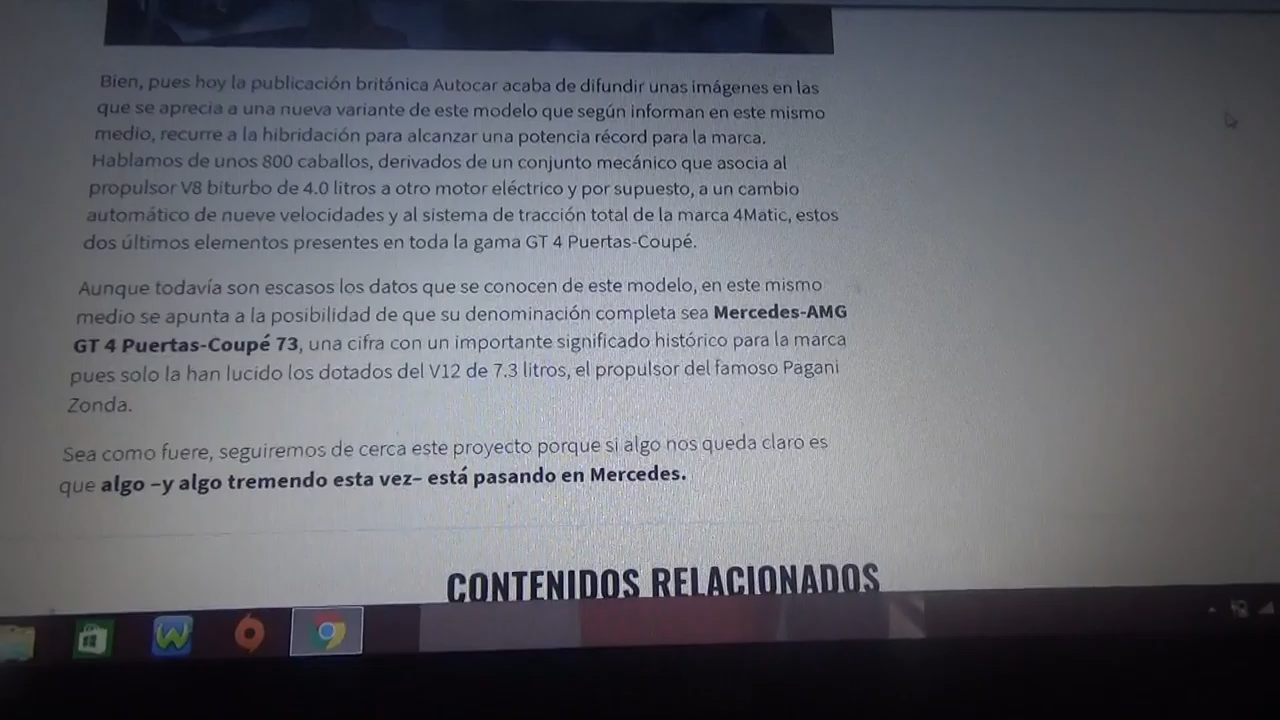 Bien, pues hoy la publicación británica Autocar acaba de difundir unas imágenes en las
que se aprecia a una nueva variante de este modelo que según informan en este mismo
medio, recurre a la hibridación para alcanzar una potencia récord para la marca.
Hablamos de unos 800 caballos, derivados de un conjunto mecánico que asocia al
propulsor V8 biturbo de 4.0 litros a otro motor eléctrico y por supuesto, a un cambio
automático de nueve velocidades y al sistema de tracción total de la marca 4Matic, estos
dos últimos elementos presentes en toda la gama GT 4 Puertas-Coupé.
Aunque todavía son escasos los datos que se conocen de este modelo, en este mismo
medio se apunta a la posibilidad de que su denominación completa sea Mercedes-AMG
GT 4 Puertas-Coupé 73, una cifra con un importante significado histórico para la marca
pues solo la han lucido los dotados del V12 de 7.3 litros, el propulsor del famoso Pagani
Zonda.
Sea como fuere, seguiremos de cerca este proyecto porque si algo nos queda claro es
que algo –y algo tremendo esta vez– está pasando en Mercedes.
CONTENIDOS RELACIONADOS